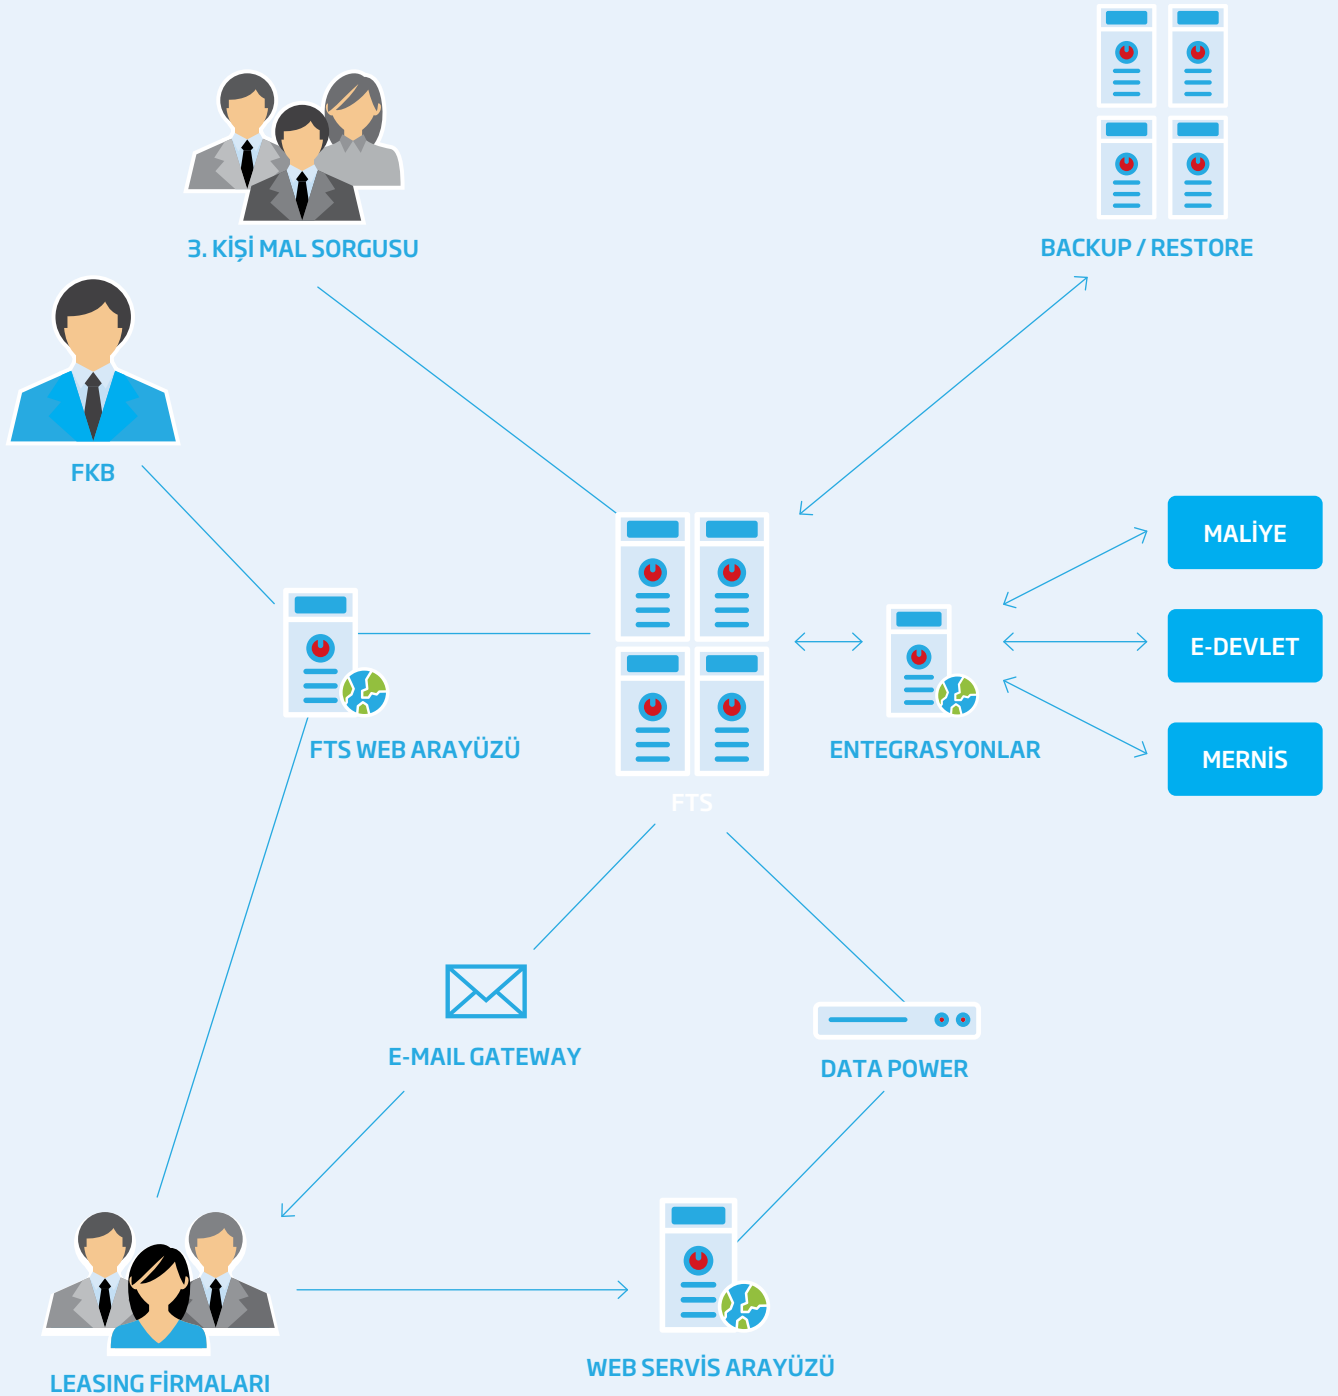 3. KİŞİ MAL SORGUSU
BACKUP / RESTORE
FKB
MALİYE
E-DEVLET
MERNİS
FTS WEB ARAYÜZÜ
ENTEGRASYONLAR
FTS
E-MAIL GATEWAY
DATA POWER
WEB SERVİS ARAYÜZÜ
LEASING FİRMALARI